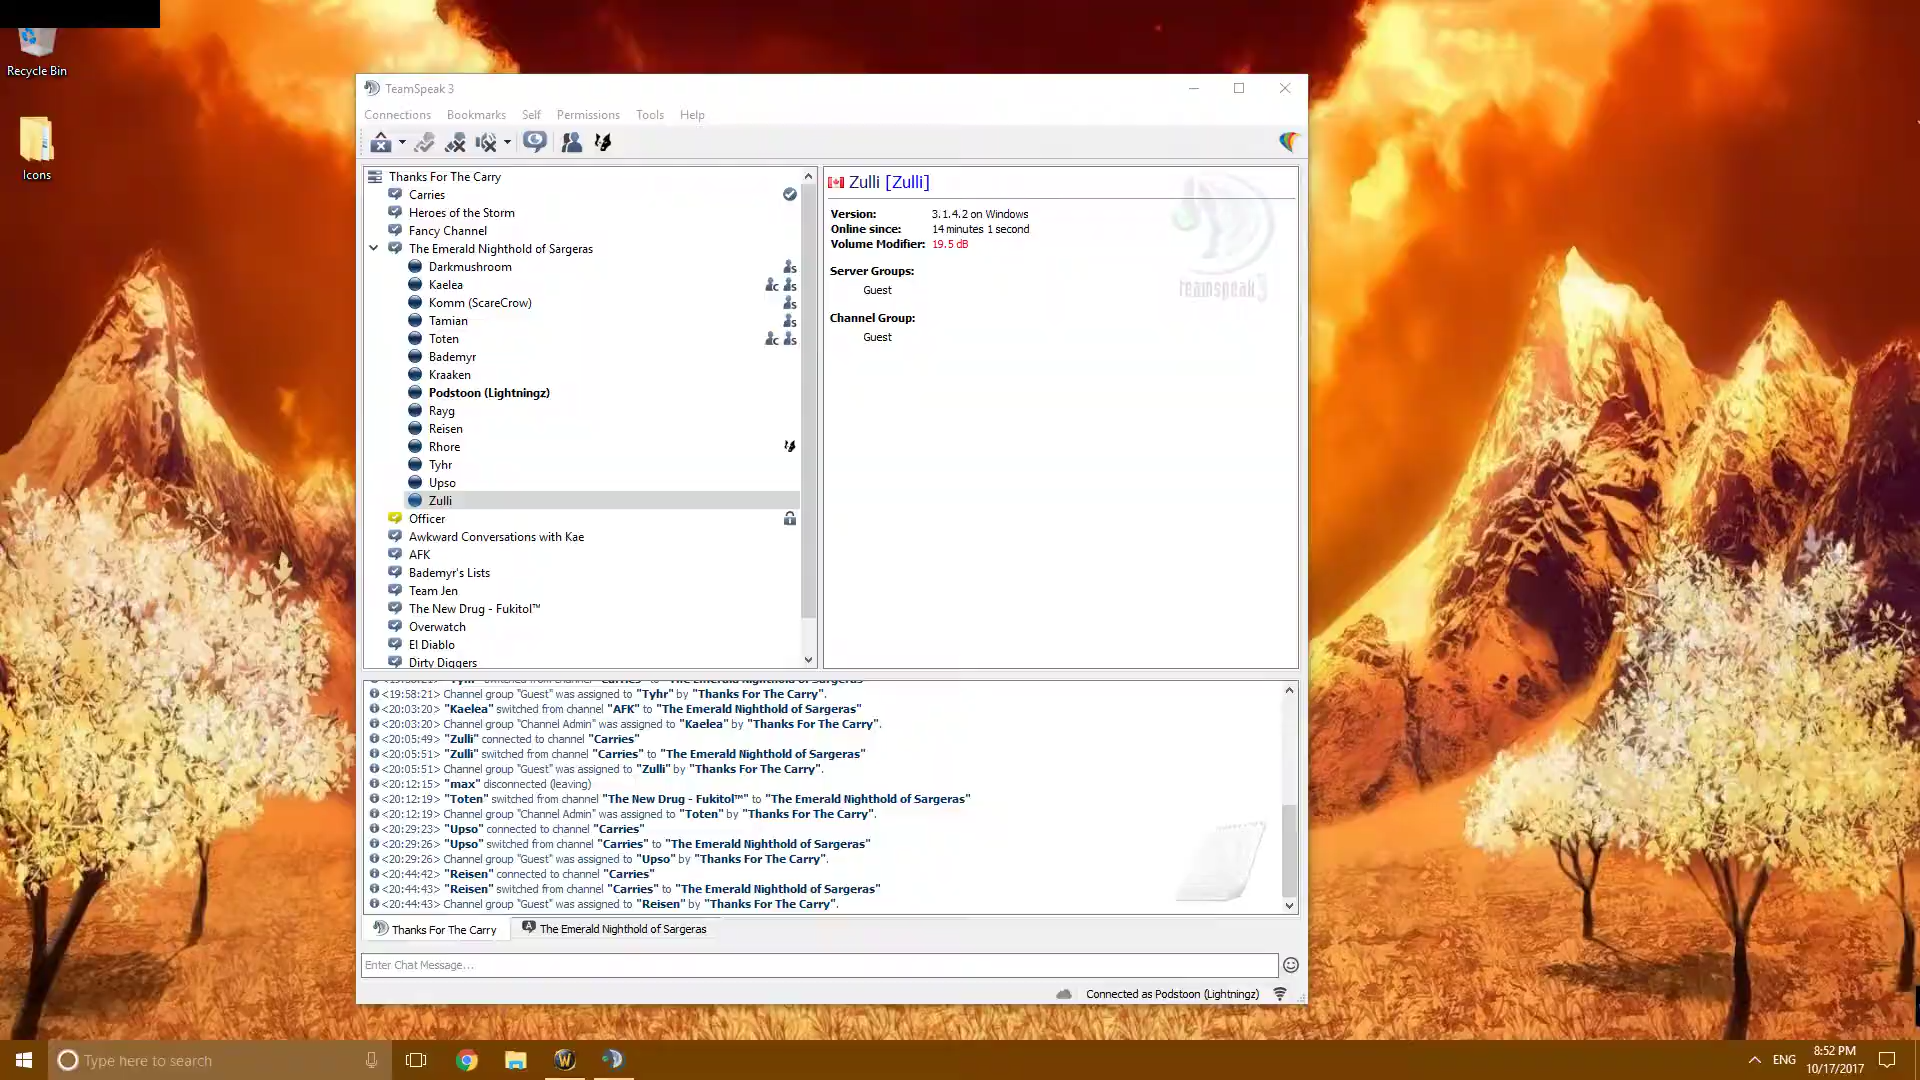 Recycle Bin
Icons
TeamSpeak 3
Connections Bookmarks Self Permissions Tools Help
Thanks For The Carry
Carries
Heroes of the Storm
Fancy Channel
The Emerald Nighthold of Sargeras
Darkmushroom
Kaelea
Komm (ScareCrow)
Tamian
Toten
Bademyr
Kraaken
Podstoon (Lightningz)
Rayg
Reisen
Rhore
Tyhr
Upso
Zulli
Officer
Awkward Conversations with Kae
AFK
Bademyr's Lists
Team Jen
The New Drug - Fukitol™
Overwatch
El Diablo
Dirty Diggers
Zulli [Zulli]
Version: 3.1.4.2 on Windows
Online since: 14 minutes 1 second
Volume Modifier: 19.5 dB
Server Groups:
Guest
Channel Group:
Guest
teamspeak 3
<19:58:21> Channel group "Guest" was assigned to "Tyhr" by "Thanks For The Carry".
<20:03:20> "Kaelea" switched from channel "AFK" to "The Emerald Nighthold of Sargeras"
<20:03:20> Channel group "Channel Admin" was assigned to "Kaelea" by "Thanks For The Carry".
<20:05:49> "Zulli" connected to channel "Carries"
<20:05:51> "Zulli" switched from channel "Carries" to "The Emerald Nighthold of Sargeras"
<20:05:51> Channel group "Guest" was assigned to "Zulli" by "Thanks For The Carry".
<20:12:15> "max" disconnected (leaving)
<20:12:19> "Toten" switched from channel "The New Drug - Fukitol™" to "The Emerald Nighthold of Sargeras"
<20:12:19> Channel group "Channel Admin" was assigned to "Toten" by "Thanks For The Carry".
<20:29:23> "Upso" connected to channel "Carries"
<20:29:26> "Upso" switched from channel "Carries" to "The Emerald Nighthold of Sargeras"
<20:29:26> Channel group "Guest" was assigned to "Upso" by "Thanks For The Carry".
<20:44:42> "Reisen" connected to channel "Carries"
<20:44:43> "Reisen" switched from channel "Carries" to "The Emerald Nighthold of Sargeras"
<20:44:43> Channel group "Guest" was assigned to "Reisen" by "Thanks For The Carry".
Thanks For The Carry
The Emerald Nighthold of Sargeras
Enter Chat Message...
Connected as Podstoon (Lightningz)
Type here to search
ENG
8:52 PM
10/17/2017